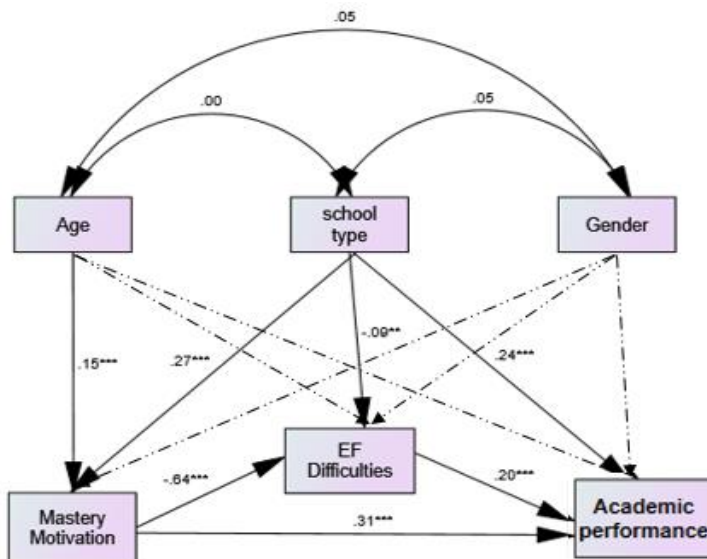 .05
.00
.05
Age
school
type
Gender
-.09**
.15***
.27***
.24***
EF
Difficulties
-.64***
.20***
Mastery
Motivation
.31***
Academic
performance